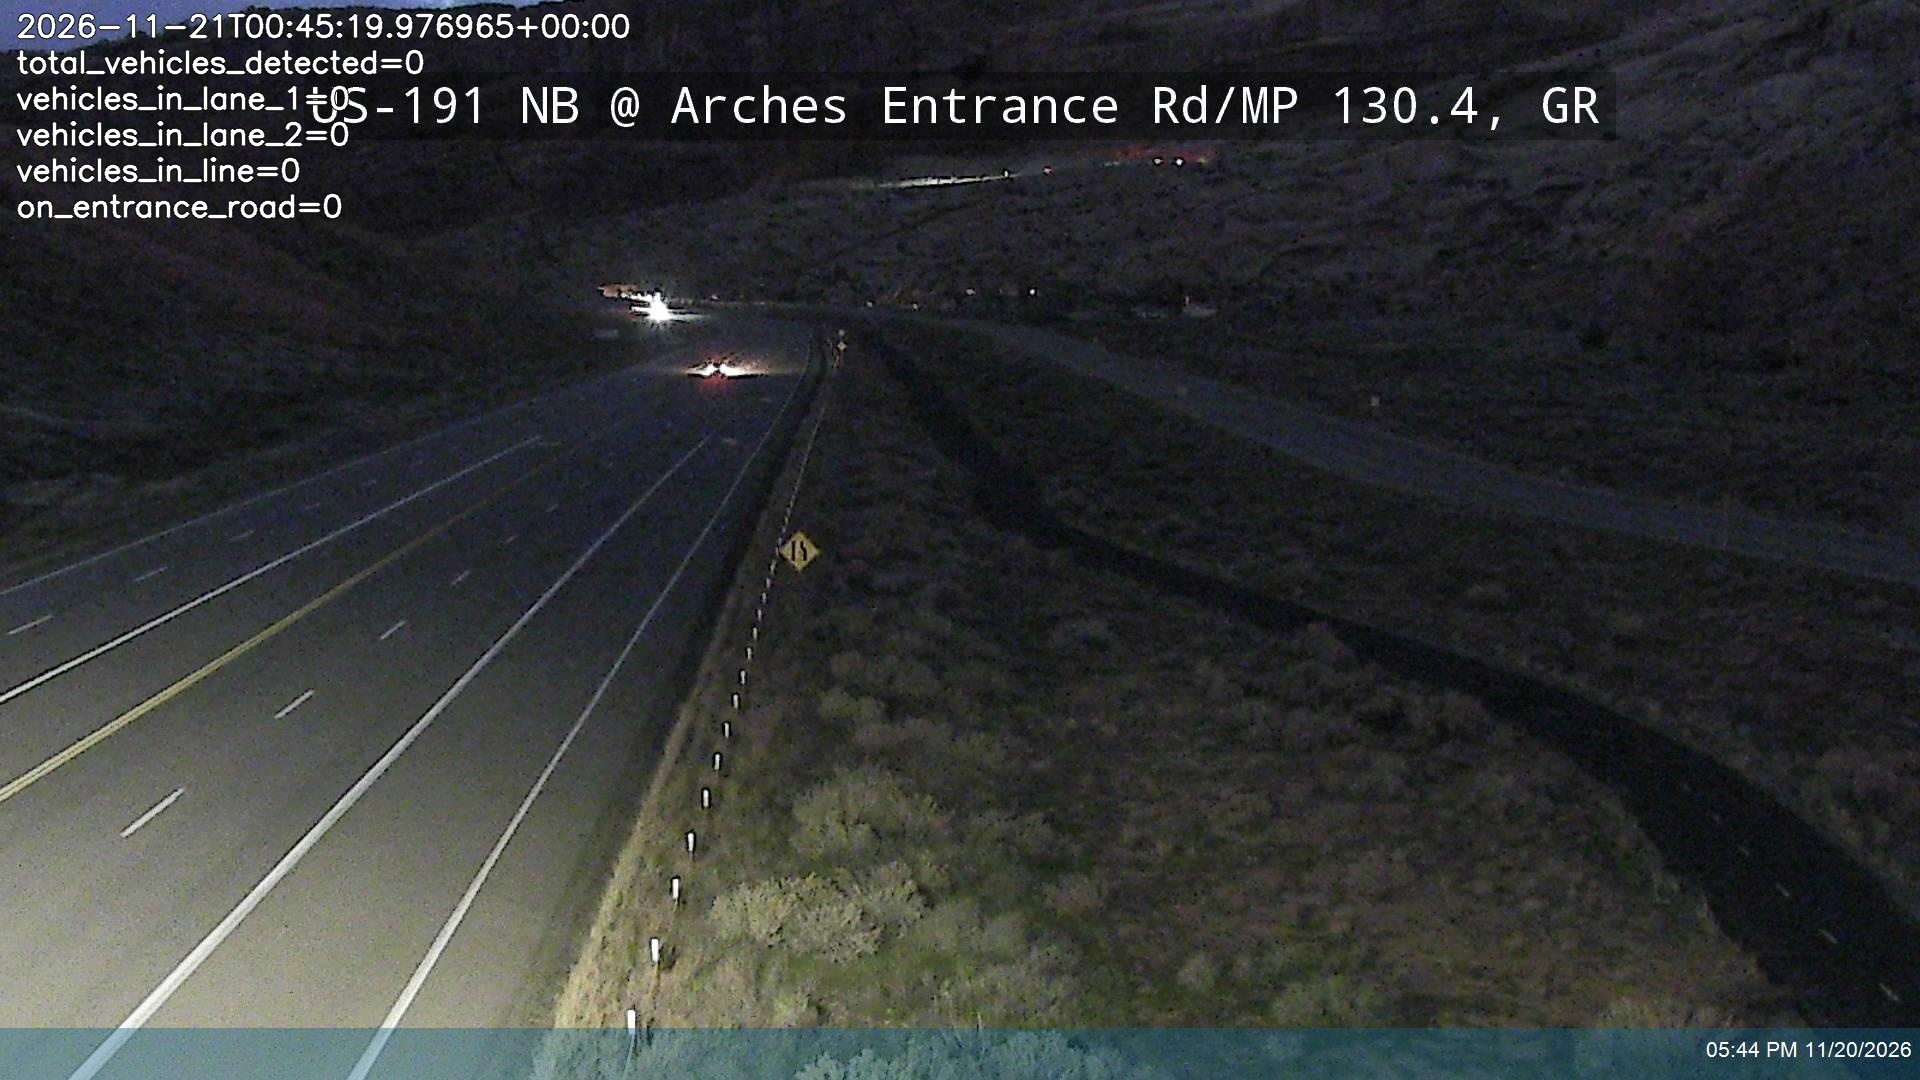 2026-11-21T00:45:19.976965+00:00
total_vehicles_detected=0
vehicles_in_lane_1=0
US-191 NB @ Arches Entrance Rd/MP 130.4, GR
vehicles_in_lane_2=0
vehicles_in_line=0
on_entrance_road=0
05:44 PM 11/20/2026